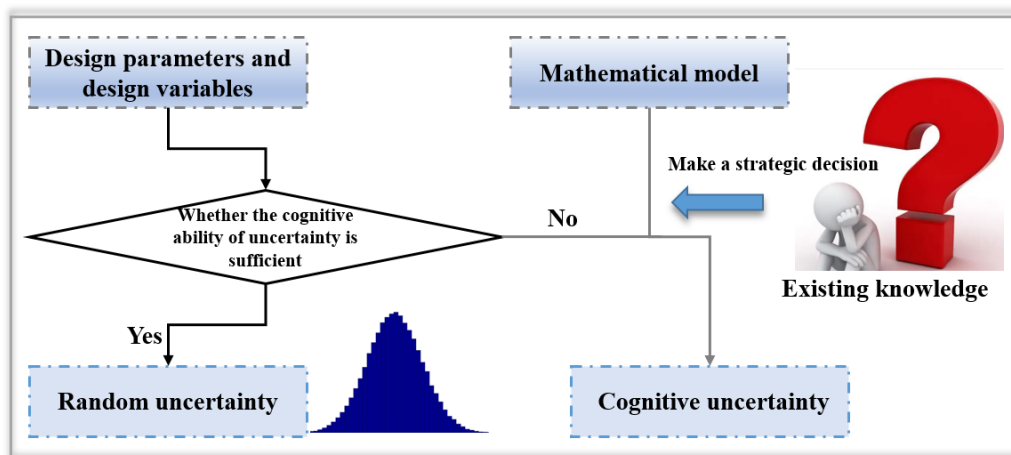 Design parameters and
design variables
Mathematical model
Make a strategic decision
Whether the cognitive
ability of uncertainty is
sufficient
No
Existing knowledge
Yes
Random uncertainty
Cognitive uncertainty